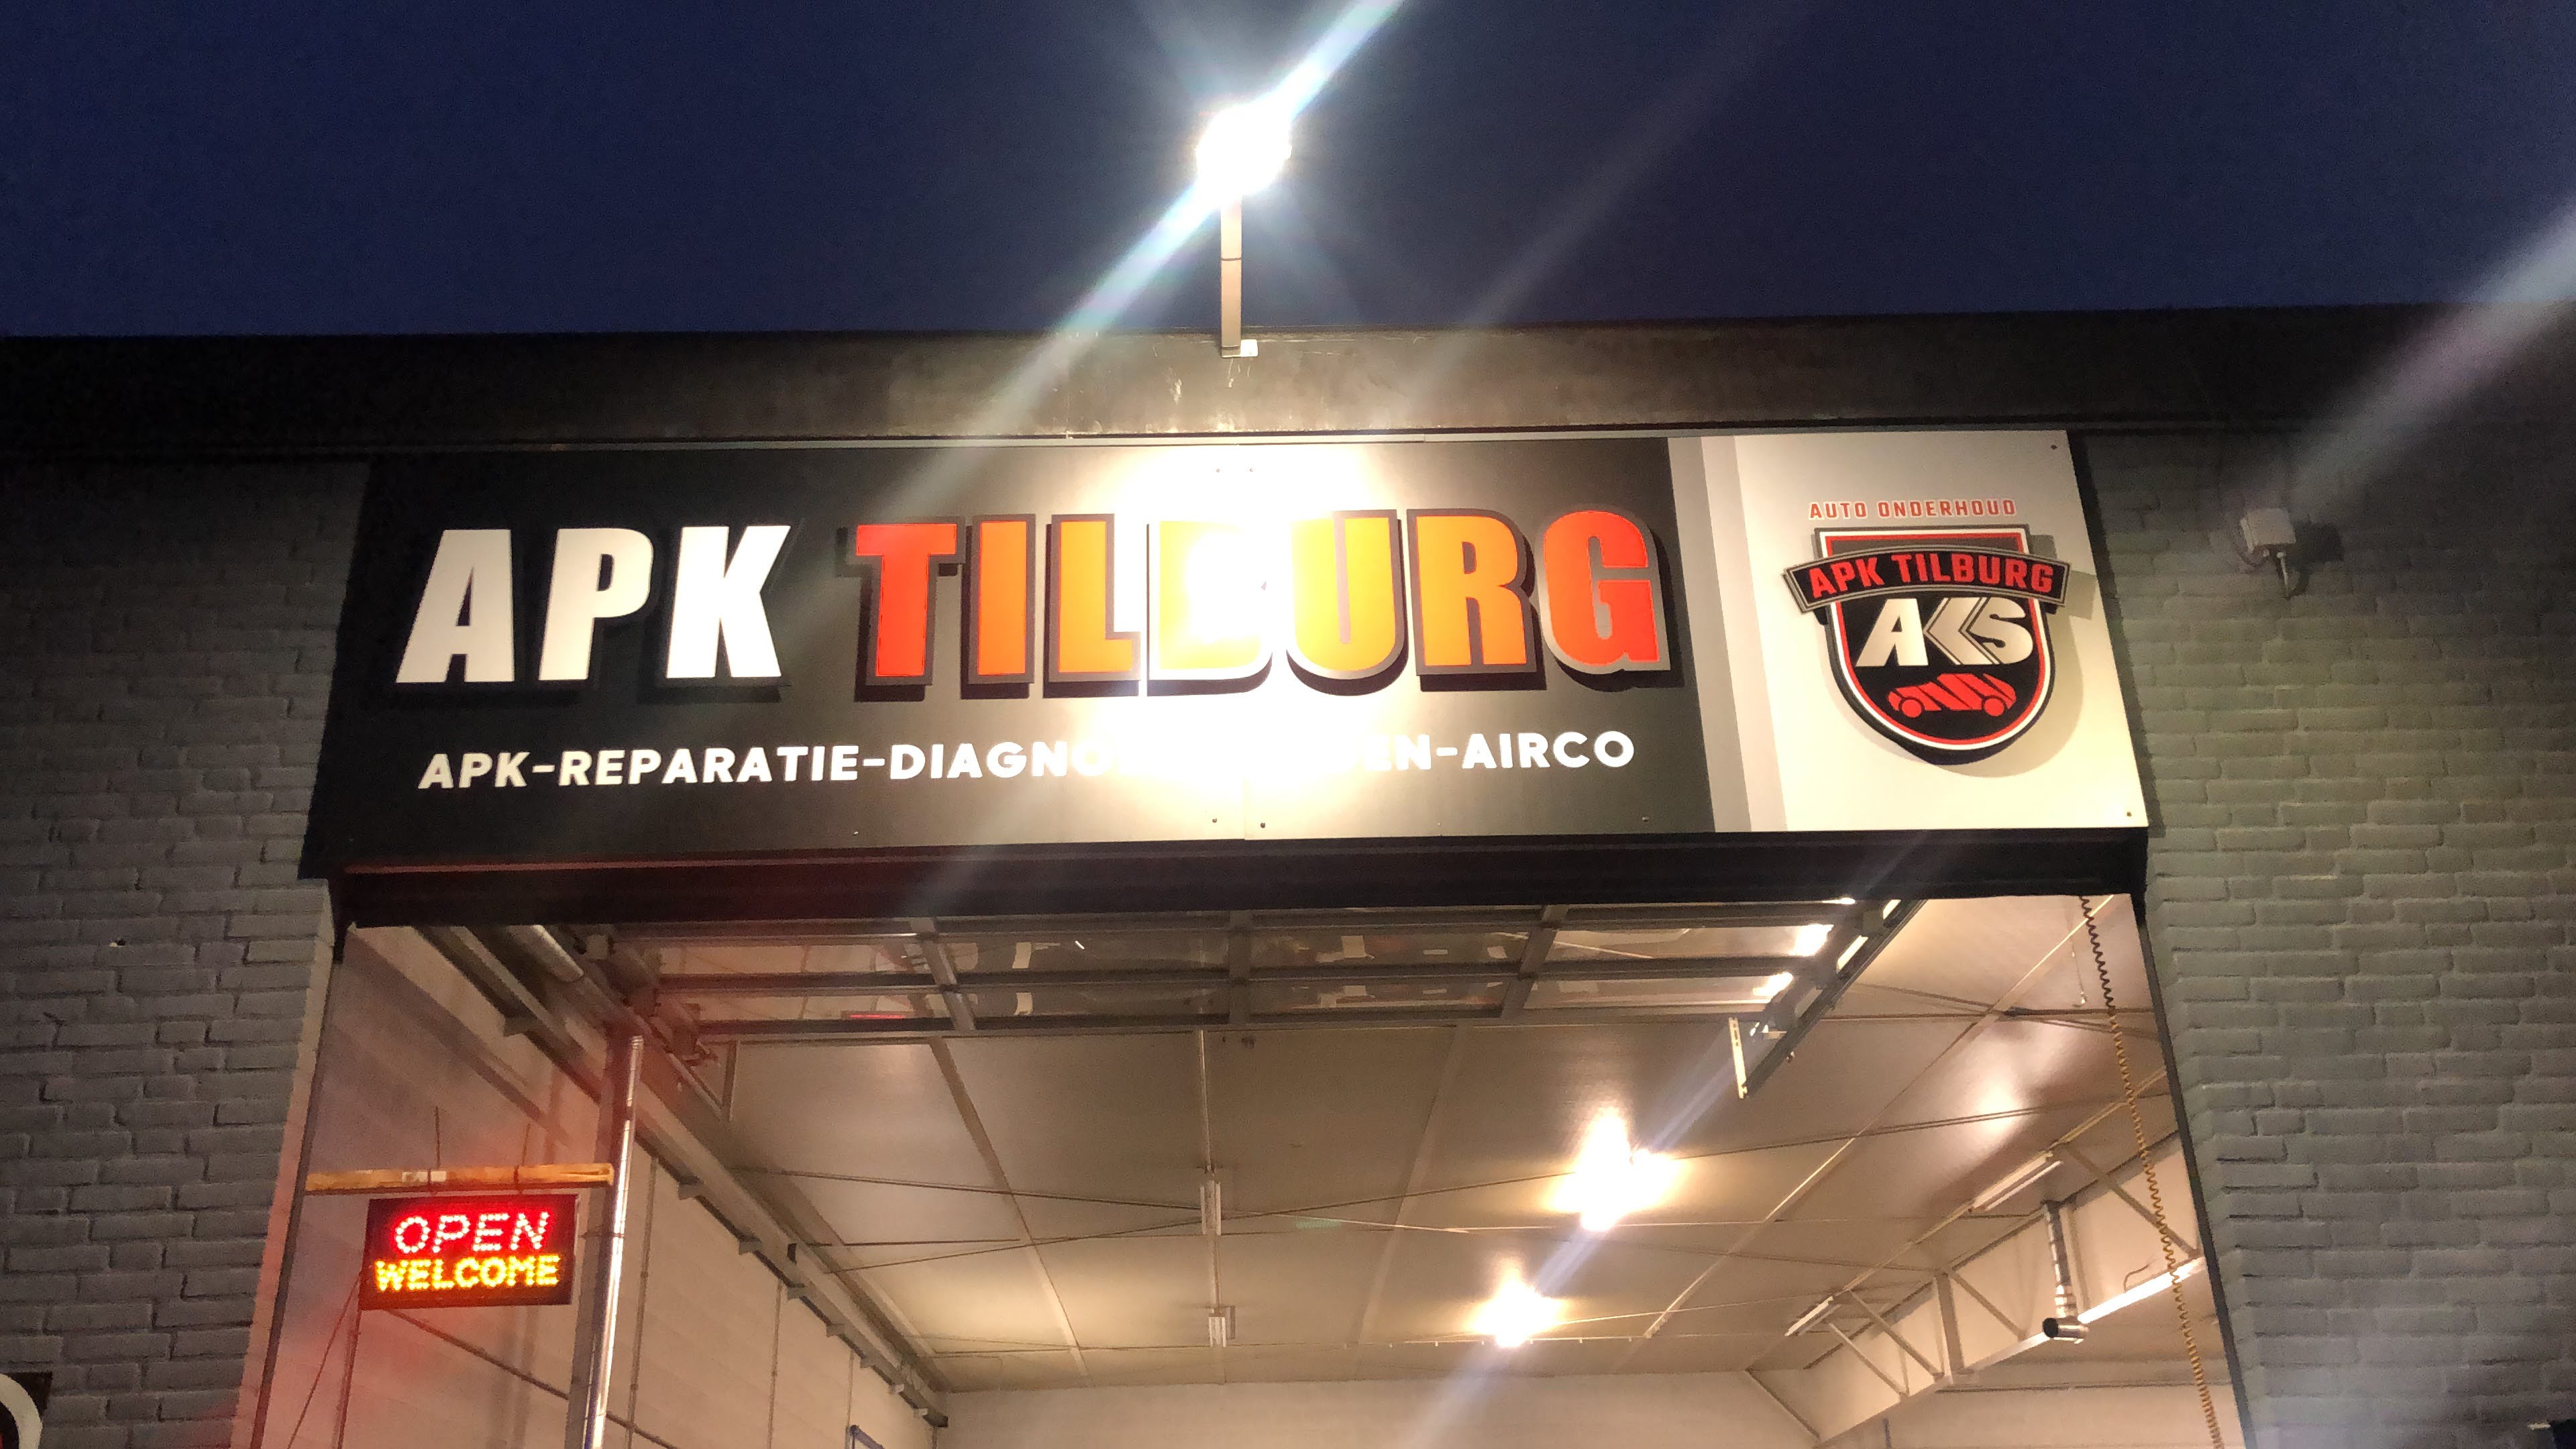 APK TILBURG
APK-REPARATIE-DIAGNO EN-AIRCO
AUTO ONDERHOUD
APK TILBURG
AKS
OPEN
WELCOME